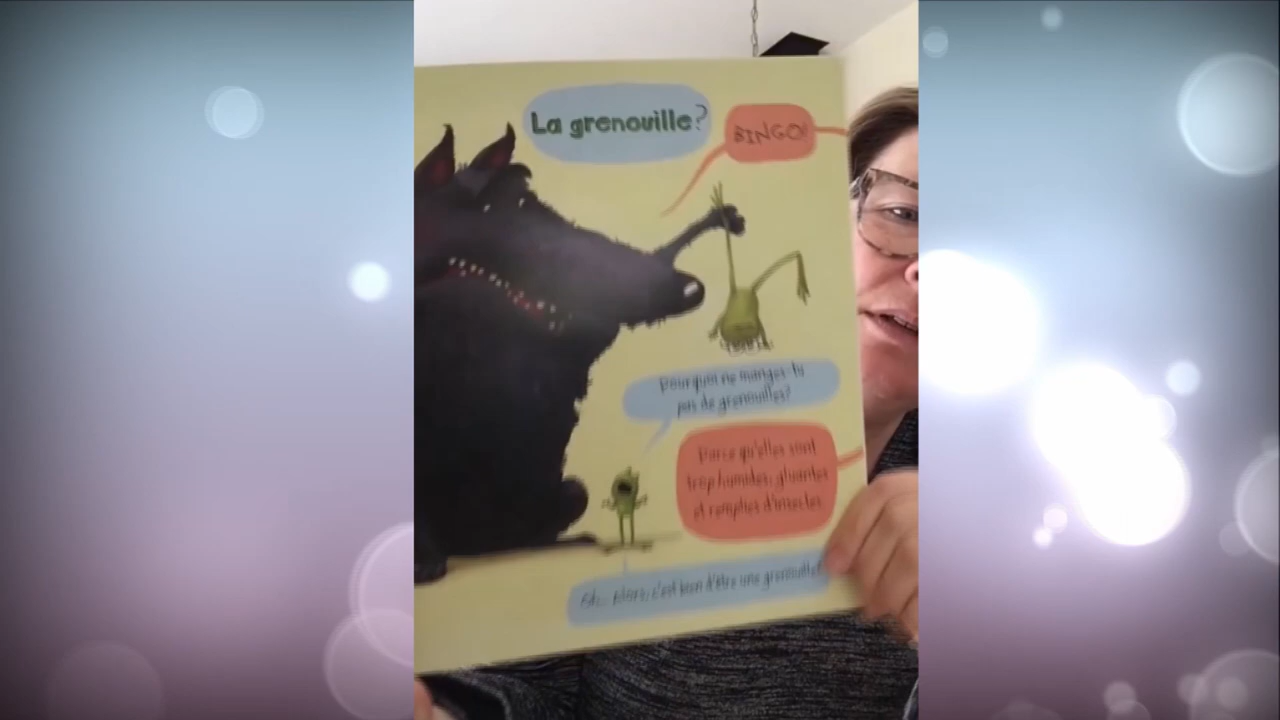 La grenouille?
BINGO!
Pourquoi ne manges-tu
pas de grenouilles?
Parce qu'elles sont
trop humides, gluantes
et remplies d'insectes.
Eh... alors, c'est bien d'être une grenouille!